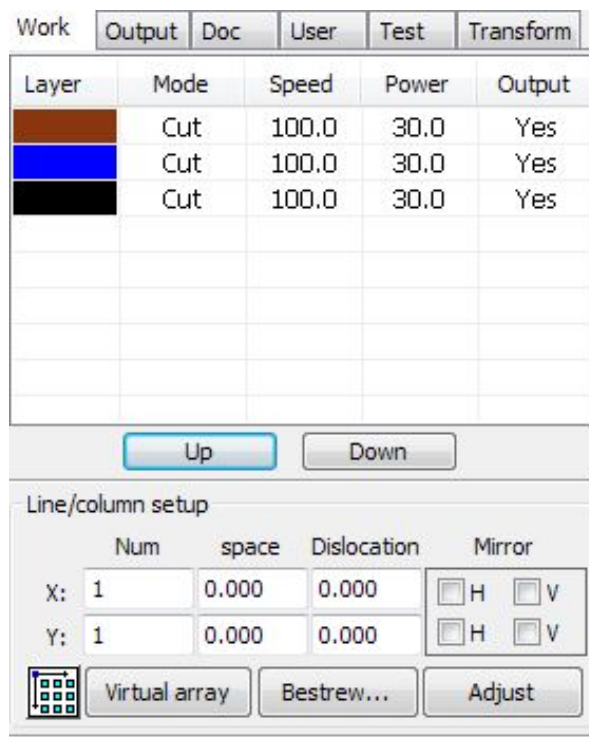 Work Output Doc User Test Transform
Layer Mode Speed Power Output
Cut 100.0 30.0 Yes
Cut 100.0 30.0 Yes
Cut 100.0 30.0 Yes
Up Down
Line/column setup
Num space Dislocation Mirror
X: 1 0.000 0.000 H V
Y: 1 0.000 0.000 H V
Virtual array Bestrew... Adjust